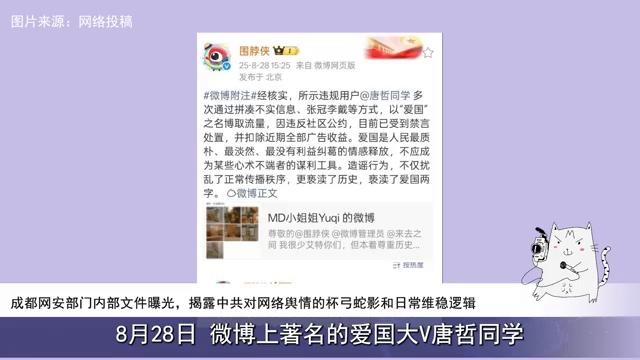 图片来源：网络投稿
围脖侠
25-8-28 15:25 来自 微博网页版
发布于 北京
#微博附注#经核实，所示违规用户@唐哲同学 多
次通过拼凑不实信息、张冠李戴等方式，以“爱国”
之名博取流量，因违反社区公约，目前已受到禁言
处置，并扣除近期全部广告收益。爱国是人民最质
朴、最淡然、最没有利益纠葛的情感释放，不应成
为某些心术不端者的谋利工具。造谣行为，不仅扰
乱了正常传播秩序，更亵渎了历史，亵渎了爱国两
字。 微博正文
MD小姐姐Yuqi 的微博
尊敬的@围脖侠 @微博管理员 @来去之
间 我很少艾特你们，但本着尊重历史...
按热度
成都网安部门内部文件曝光，揭露中共对网络舆情的杯弓蛇影和日常维稳逻辑
8月28日 微博上著名的爱国大V唐哲同学